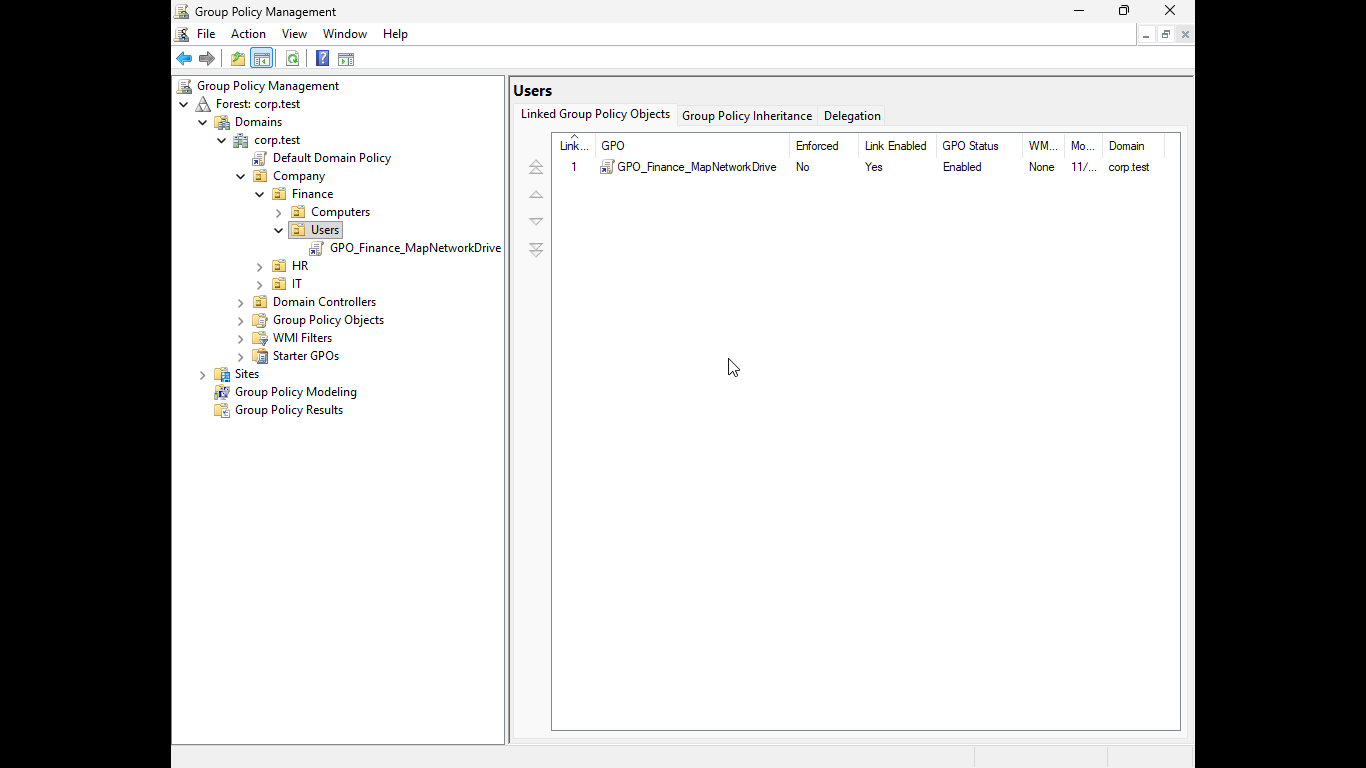 Group Policy Management
File Action View Window Help
Group Policy Management
Forest: corp.test
Domains
corp.test
Default Domain Policy
Company
Finance
Computers
Users
GPO_Finance_MapNetworkDrive
HR
IT
Domain Controllers
Group Policy Objects
WMI Filters
Starter GPOs
Sites
Group Policy Modeling
Group Policy Results
Users
Linked Group Policy Objects Group Policy Inheritance Delegation
Link... GPO Enforced Link Enabled GPO Status WM... Mo... Domain
1 GPO_Finance_MapNetworkDrive No Yes Enabled None 11/... corp.test